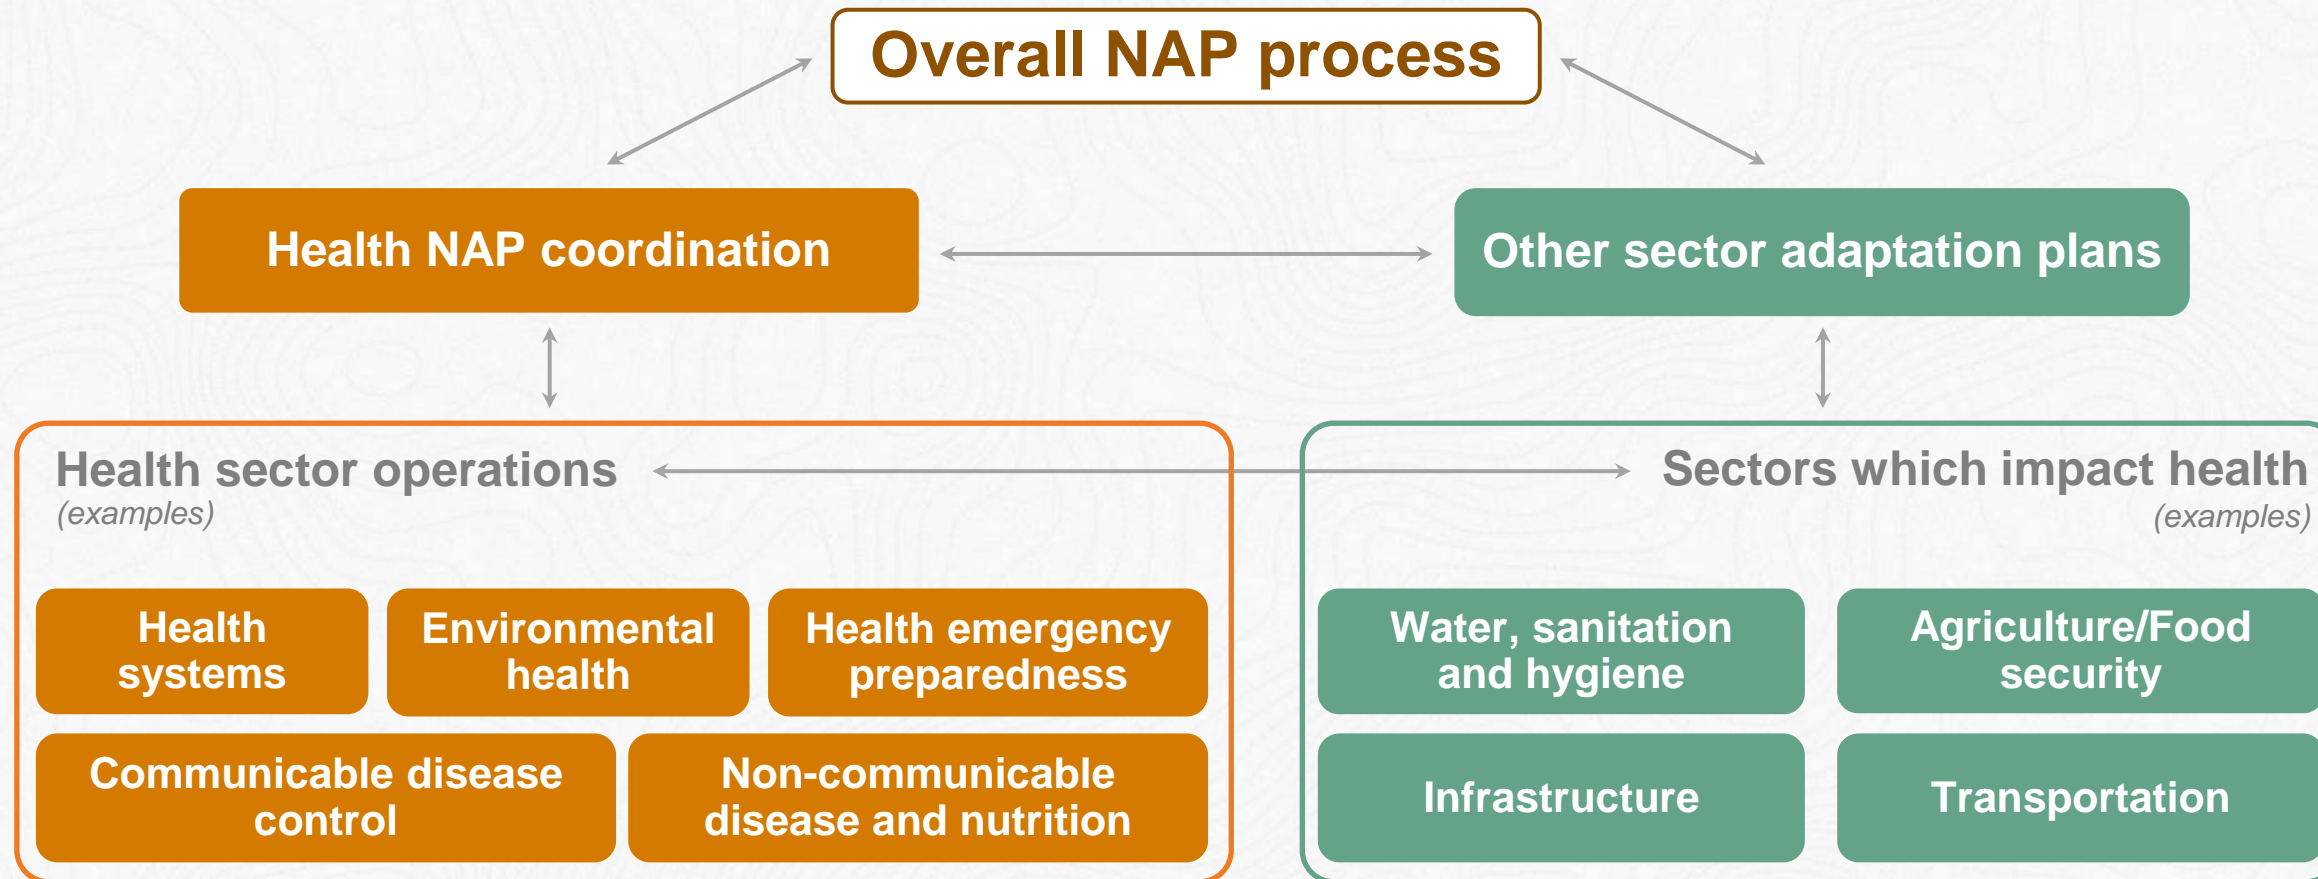 Overall NAP process
Health NAP coordination
Other sector adaptation plans
Health sector operations
(examples)
Sectors which impact health
(examples)
Health
systems
Environmental
health
Health emergency
preparedness
Communicable disease
control
Non-communicable
disease and nutrition
Water, sanitation
and hygiene
Agriculture/Food
security
Infrastructure
Transportation